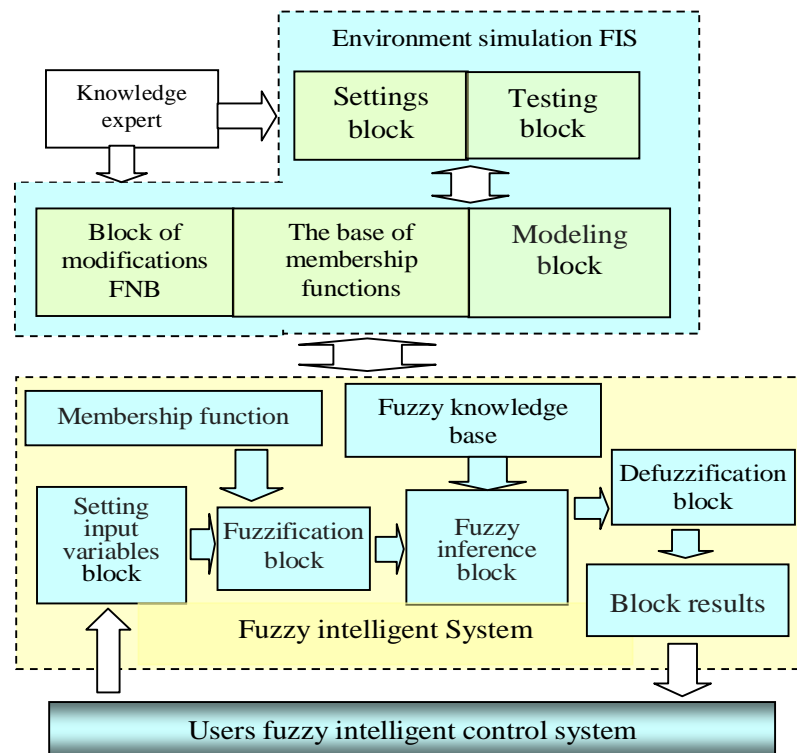 Environment simulation FIS
Knowledge
expert
Settings
block
Testing
block
Block of
modifications
FNB
The base of
membership
functions
Modeling
block
Membership function
Fuzzy knowledge
base
Setting
input
variables
block
Fuzzification
block
Fuzzy
inference
block
Defuzzification
block
Block results
Fuzzy intelligent System
Users fuzzy intelligent control system